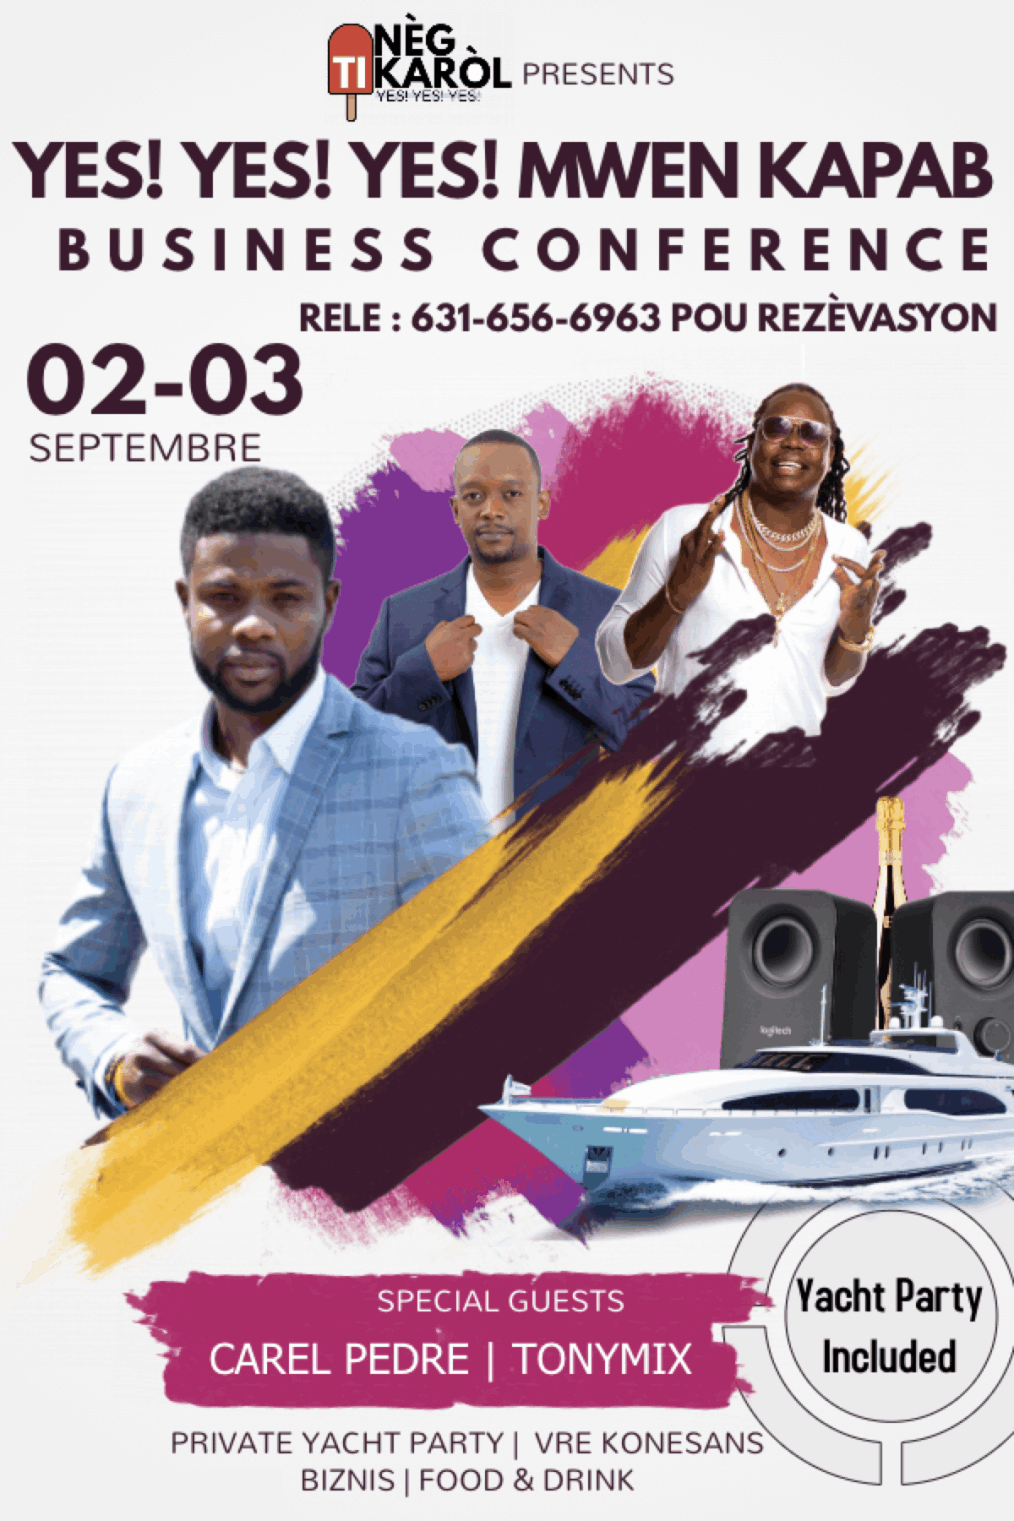 NÈG
TI KARÒL PRESENTS
YES! YES! YES!
YES! YES! YES! MWEN KAPAB
BUSINESS CONFERENCE
RELE : 631-656-6963 POU REZÈVASYON
02-03
SEPTEMBRE
logitech
SPECIAL GUESTS
CAREL PEDRE | TONYMIX
Yacht Party
Included
PRIVATE YACHT PARTY | VRE KONESANS
BIZNIS | FOOD & DRINK